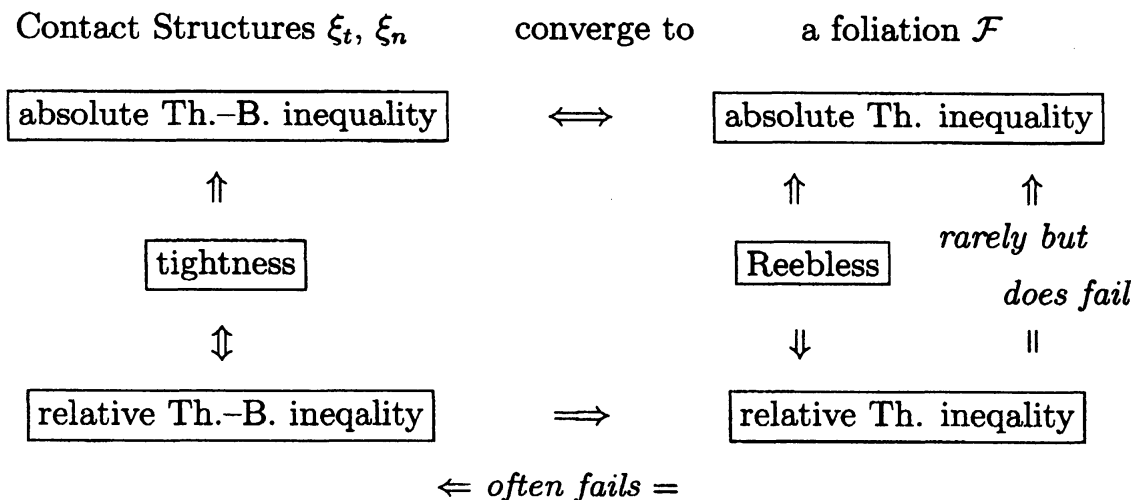 Contact Structures ξ_t, ξ_n converge to a foliation ℱ
absolute Th.–B. inequality ⟺ absolute Th. inequality
⇑ ⇑ ⇑
rarely but
tightness Reebless
does fail
⇕ ⇓ ॥
relative Th.–B. ineqality ⟹ relative Th. ineqality
⇐ often fails =